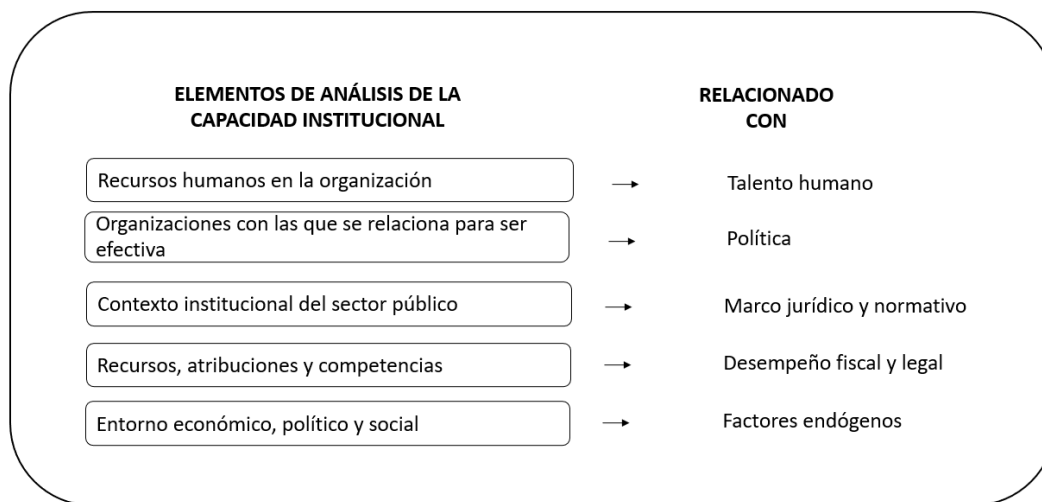 ELEMENTOS DE ANÁLISIS DE LA
CAPACIDAD INSTITUCIONAL
RELACIONADO
CON
Recursos humanos en la organización
Talento humano
Organizaciones con las que se relaciona para ser
efectiva
Política
Contexto institucional del sector público
Marco jurídico y normativo
Recursos, atribuciones y competencias
Desempeño fiscal y legal
Entorno económico, político y social
Factores endógenos